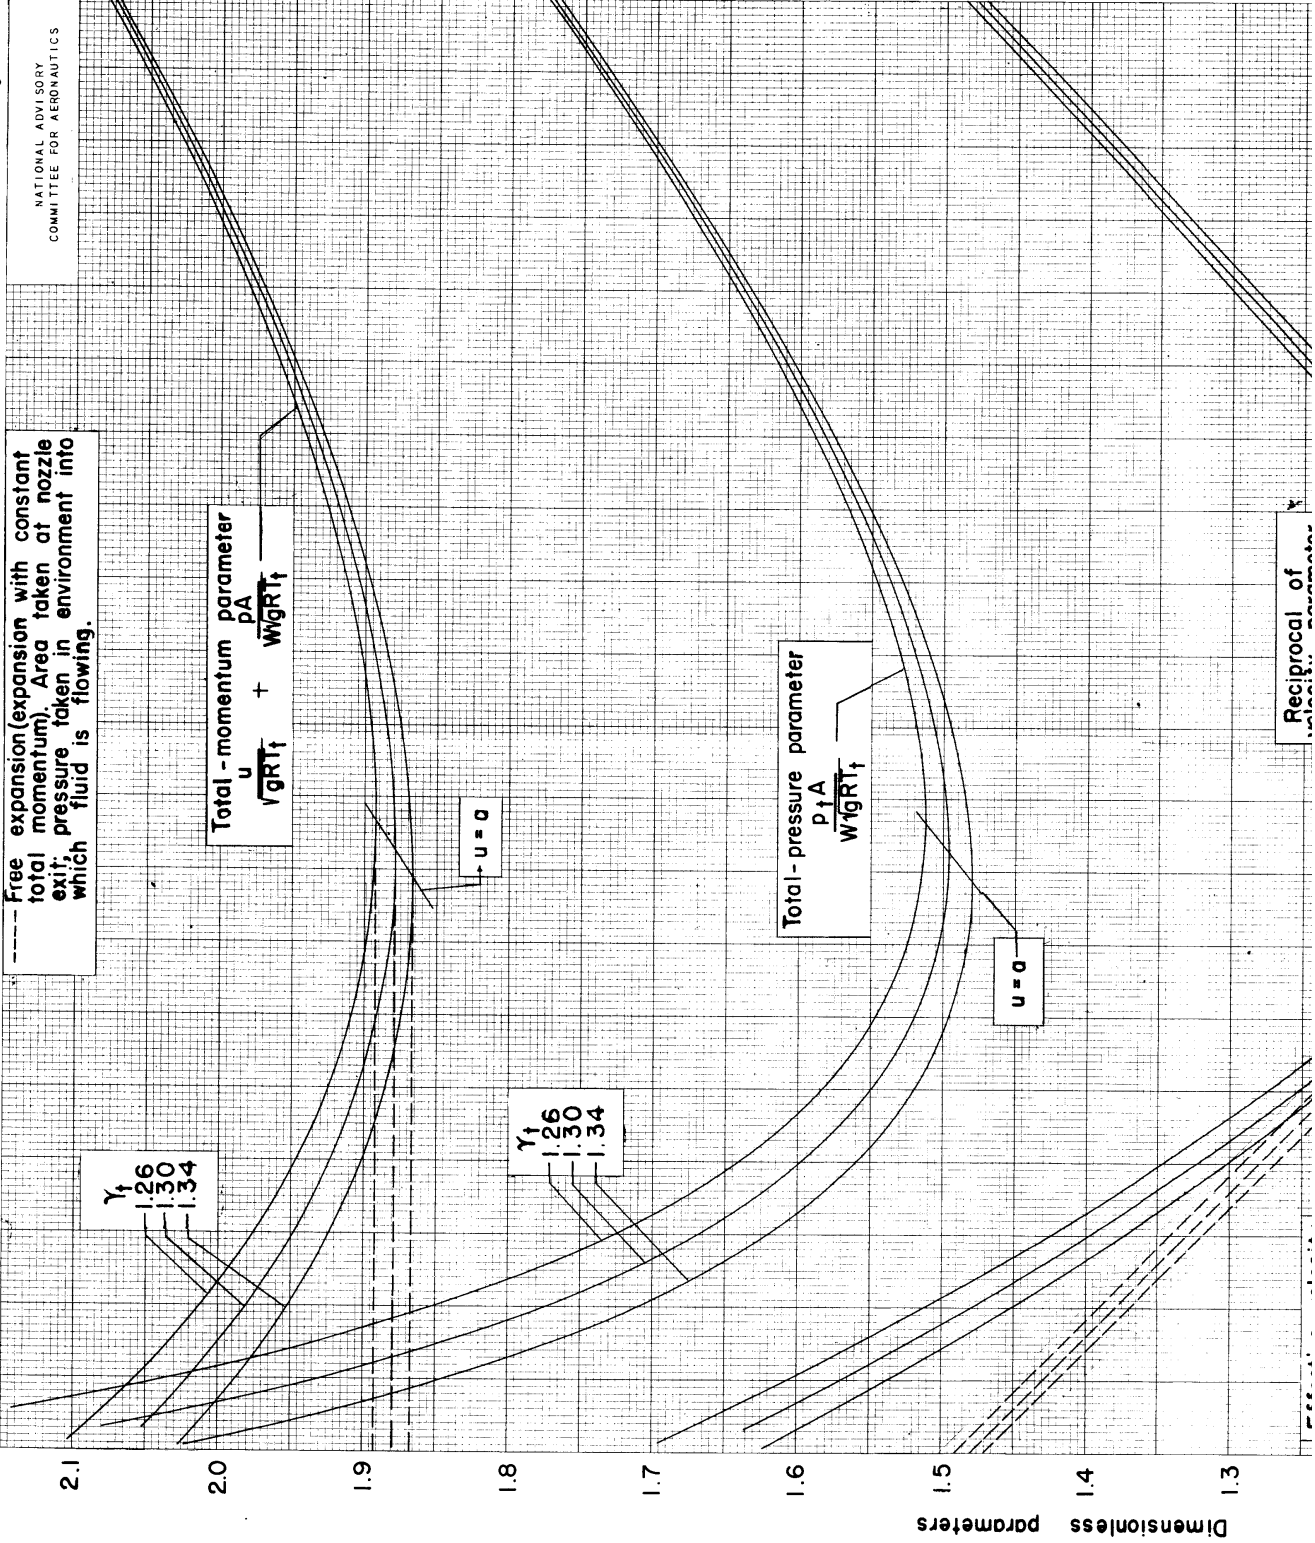 NATIONAL ADVISORY
COMMITTEE FOR AERONAUTICS
---- Free expansion (expansion with constant
total momentum). Area taken at nozzle
exit; pressure taken in environment into
which fluid is flowing.
Total-momentum parameter
u/√gRTt + pA/W√gRTt
u = a
γt
1.26
1.30
1.34
Total-pressure parameter
ptA/W√gRTt
u = a
γt
1.26
1.30
1.34
Reciprocal of
2.1
2.0
1.9
1.8
1.7
1.6
1.5
1.4
1.3
Dimensionless parameters